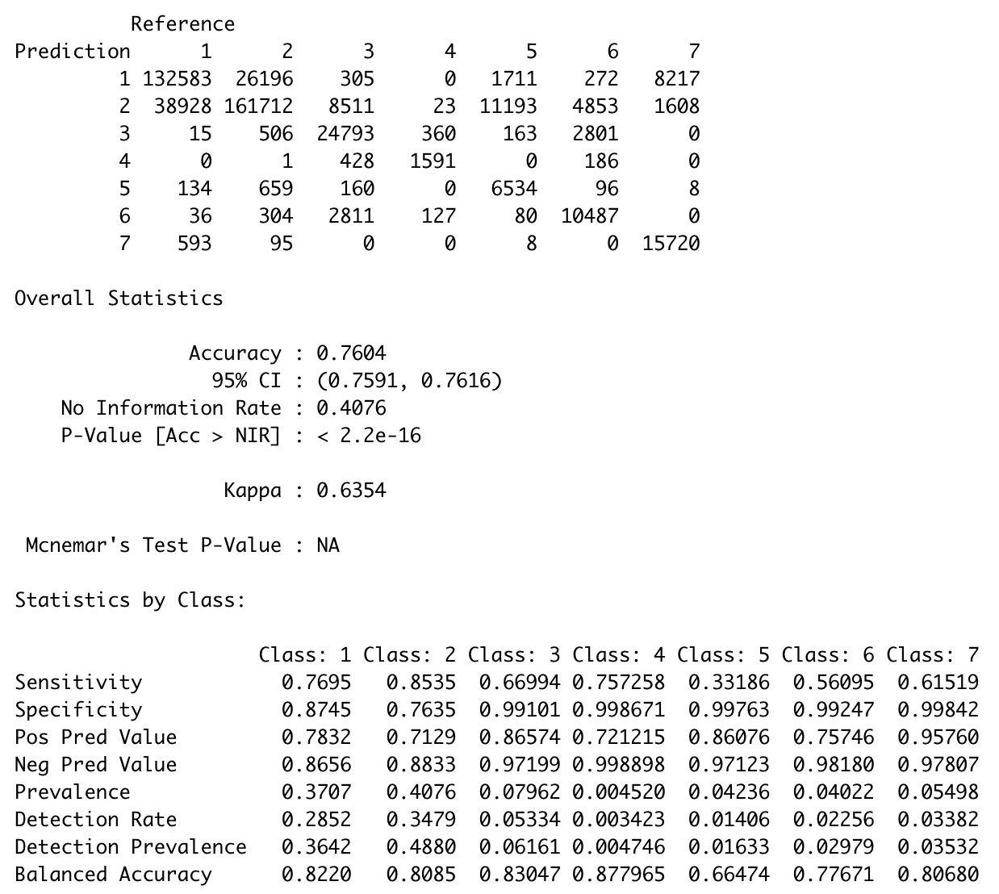 Reference
Prediction      1      2      3      4      5      6      7
         1 132583  26196    305      0   1711    272   8217
         2  38928 161712   8511     23  11193   4853   1608
         3     15    506  24793    360    163   2801      0
         4      0      1    428   1591      0    186      0
         5    134    659    160      0   6534     96      8
         6     36    304   2811    127     80  10487      0
         7    593     95      0      0      8      0  15720

Overall Statistics

               Accuracy : 0.7604
                 95% CI : (0.7591, 0.7616)
    No Information Rate : 0.4076
    P-Value [Acc > NIR] : < 2.2e-16

                  Kappa : 0.6354

 Mcnemar's Test P-Value : NA

Statistics by Class:

                     Class: 1 Class: 2 Class: 3 Class: 4 Class: 5 Class: 6 Class: 7
Sensitivity            0.7695   0.8535  0.66994 0.757258  0.33186  0.56095  0.61519
Specificity            0.8745   0.7635  0.99101 0.998671  0.99763  0.99247  0.99842
Pos Pred Value         0.7832   0.7129  0.86574 0.721215  0.86076  0.75746  0.95760
Neg Pred Value         0.8656   0.8833  0.97199 0.998898  0.97123  0.98180  0.97807
Prevalence             0.3707   0.4076  0.07962 0.004520  0.04236  0.04022  0.05498
Detection Rate         0.2852   0.3479  0.05334 0.003423  0.01406  0.02256  0.03382
Detection Prevalence   0.3642   0.4880  0.06161 0.004746  0.01633  0.02979  0.03532
Balanced Accuracy      0.8220   0.8085  0.83047 0.877965  0.66474  0.77671  0.80680